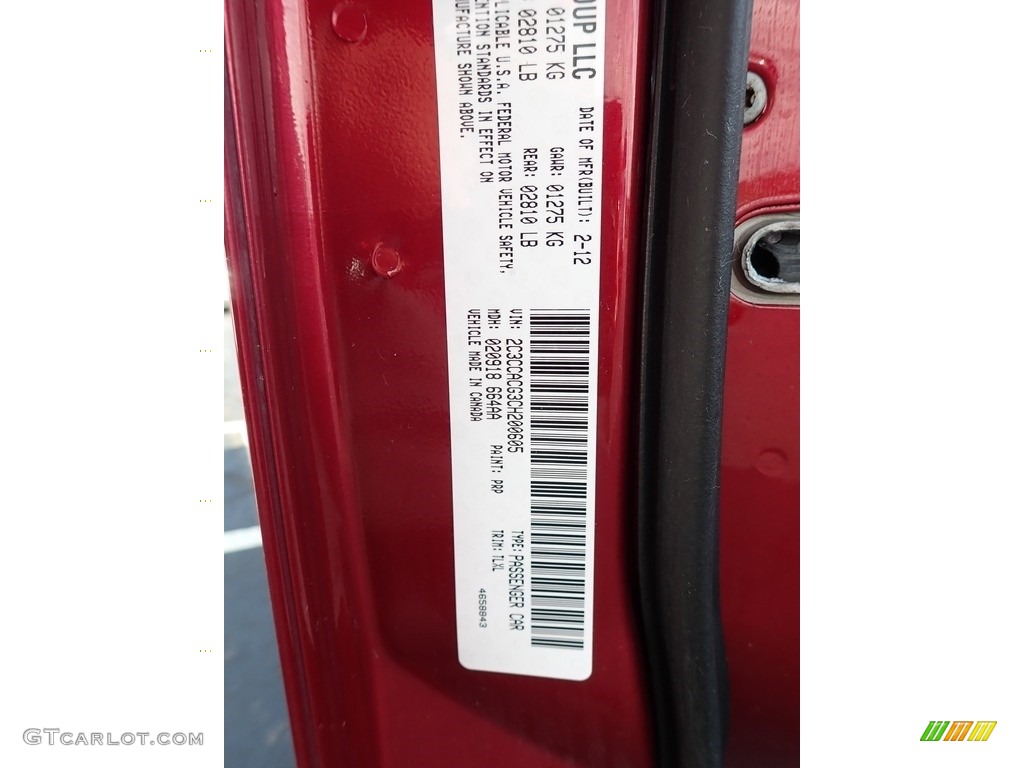 OUP LLC
DATE OF MFR(BUILT): 2-12
01275 KG
GAWR: 01275 KG
02810 LB
REAR: 02810 LB
LICABLE U.S.A. FEDERAL MOTOR VEHICLE SAFETY,
ENTION STANDARDS IN EFFECT ON
UFACTURE SHOWN ABOVE.
VIN: 2C3CCACG3CH200605
TYPE: PASSENGER CAR
MDH: 020918 664AA
PAINT: PRP
TRIM: TLXL
VEHICLE MADE IN CANADA
4658843
GTCARLOT.COM